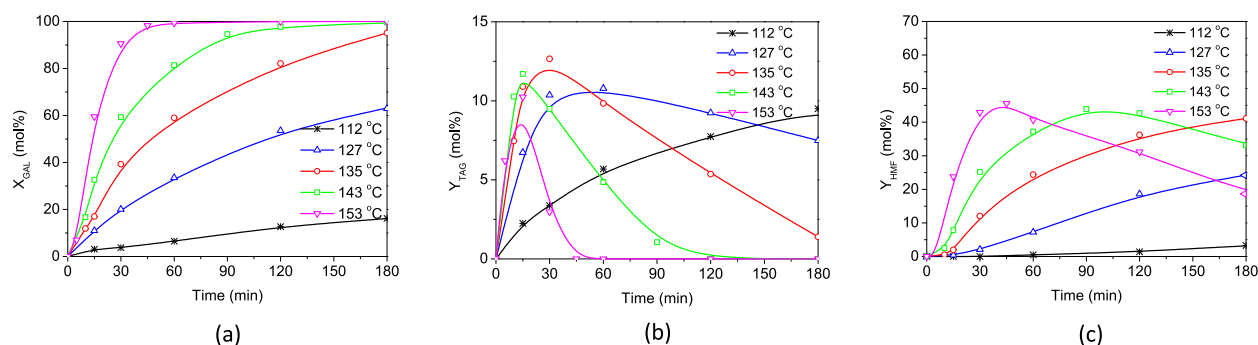 100
80
60
40
20
0
X_GAL (mol%)
112 °C
127 °C
135 °C
143 °C
153 °C
0 30 60 90 120 150 180
Time (min)
(a)
15
10
5
0
Y_TAG (mol%)
112 °C
127 °C
135 °C
143 °C
153 °C
0 30 60 90 120 150 180
Time (min)
(b)
70
60
50
40
30
20
10
0
Y_HMF (mol%)
112 °C
127 °C
135 °C
143 °C
153 °C
0 30 60 90 120 150 180
Time (min)
(c)